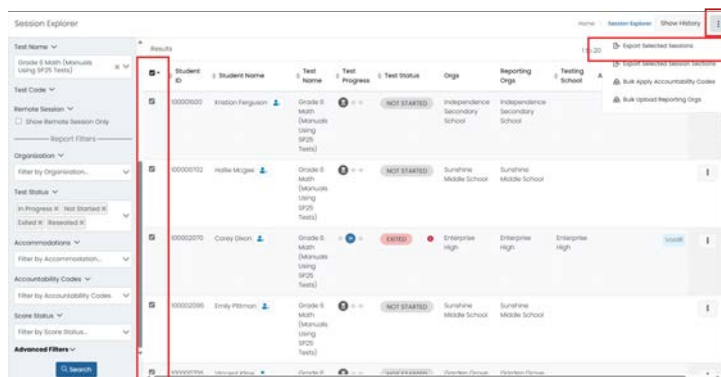 Session Explorer
Home
Session Explorer
Show History
Test Name
Grade 6 Math (Manuals
Using SP25 Tests)
Test Code
Remote Session
Show Remote Session Only
Report Filters
Organization
Filter by Organization...
Test Status
In Progress
Not Started
Exited
Reseated
Accommodations
Filter by Accommodation...
Accountability Codes
Filter by Accountability Codes
Score Status
Filter by Score Status...
Advanced Filters
Search
Results
Export Selected Sessions
Export Selected Session Sections
Bulk Apply Accountability Codes
Bulk Upload Reporting Orgs
Student
ID
Student Name
Test
Name
Test
Progress
Test Status
Orgs
Reporting
Orgs
Testing
School
Kristian Ferguson
Grade 6
Math
(Manuals
Using
SP25
Tests)
NOT STARTED
Independence
Secondary
School
Independence
Secondary
School
Hallie Mcgee
Grade 6
Math
(Manuals
Using
SP25
Tests)
NOT STARTED
Sunshine
Middle School
Sunshine
Middle School
Corey Dixon
Grade 6
Math
(Manuals
Using
SP25
Tests)
EXITED
Enterprise
High
Enterprise
High
Enterprise
High
Emily Pittman
Grade 6
Math
(Manuals
Using
SP25
Tests)
NOT STARTED
Sunshine
Middle School
Sunshine
Middle School